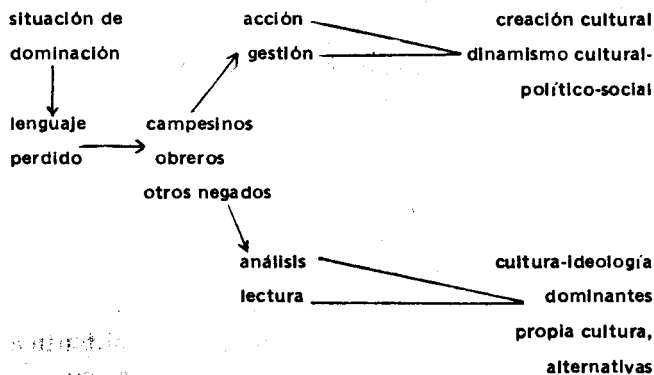 situación de
dominación
lenguaje
perdido
campesinos
obreros
otros negados
acción
gestión
creación cultural
dinamismo cultural-
político-social
análisis
lectura
cultura-ideología
dominantes
propia cultura,
alternativas